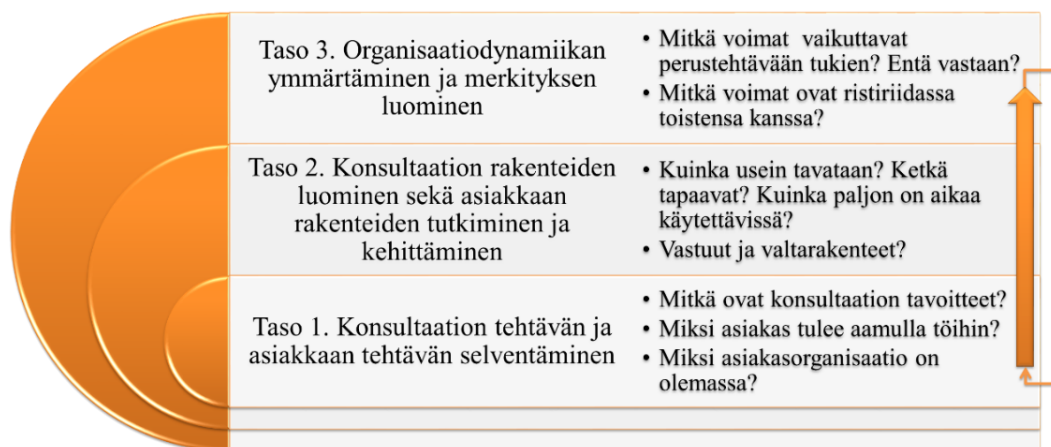 Taso 3. Organisaatiodynamiikan
ymmärtäminen ja merkityksen
luominen
• Mitkä voimat vaikuttavat
perustehtävään tukien? Entä vastaan?
• Mitkä voimat ovat ristiriidassa
toistensa kanssa?
Taso 2. Konsultaation rakenteiden
luominen sekä asiakkaan
rakenteiden tutkiminen ja
kehittäminen
• Kuinka usein tavataan? Ketkä
tapaavat? Kuinka paljon on aikaa
käytettävissä?
• Vastuut ja valtarakenteet?
Taso 1. Konsultaation tehtävän ja
asiakkaan tehtävän selventäminen
• Mitkä ovat konsultaation tavoitteet?
• Miksi asiakas tulee aamulla töihin?
• Miksi asiakasorganisaatio on
olemassa?